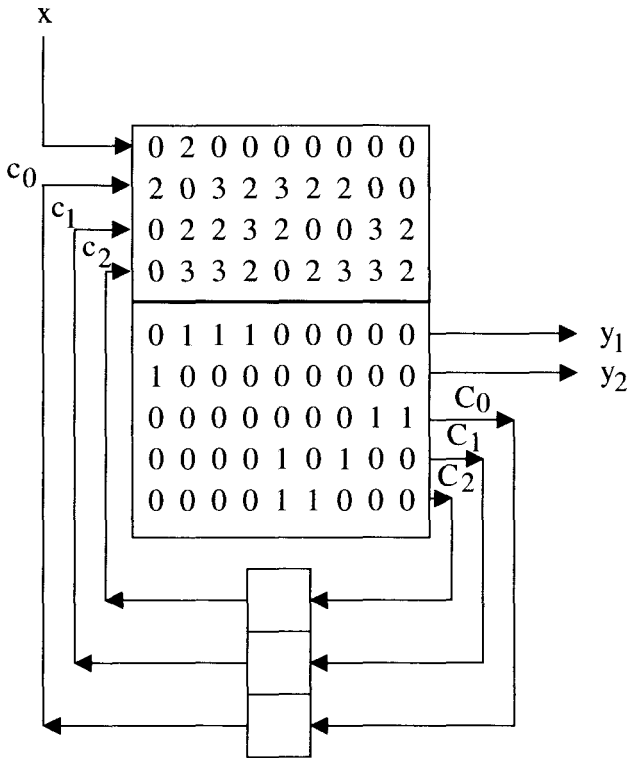 x
0 2 0 0 0 0 0 0 0
c0
2 0 3 2 3 2 2 0 0
c1
0 2 2 3 2 0 0 3 2
c2
0 3 3 2 0 2 3 3 2
0 1 1 1 0 0 0 0 0
y1
1 0 0 0 0 0 0 0 0
y2
0 0 0 0 0 0 0 1 1
C0
0 0 0 0 1 0 1 0 0
C1
0 0 0 0 1 1 0 0 0
C2